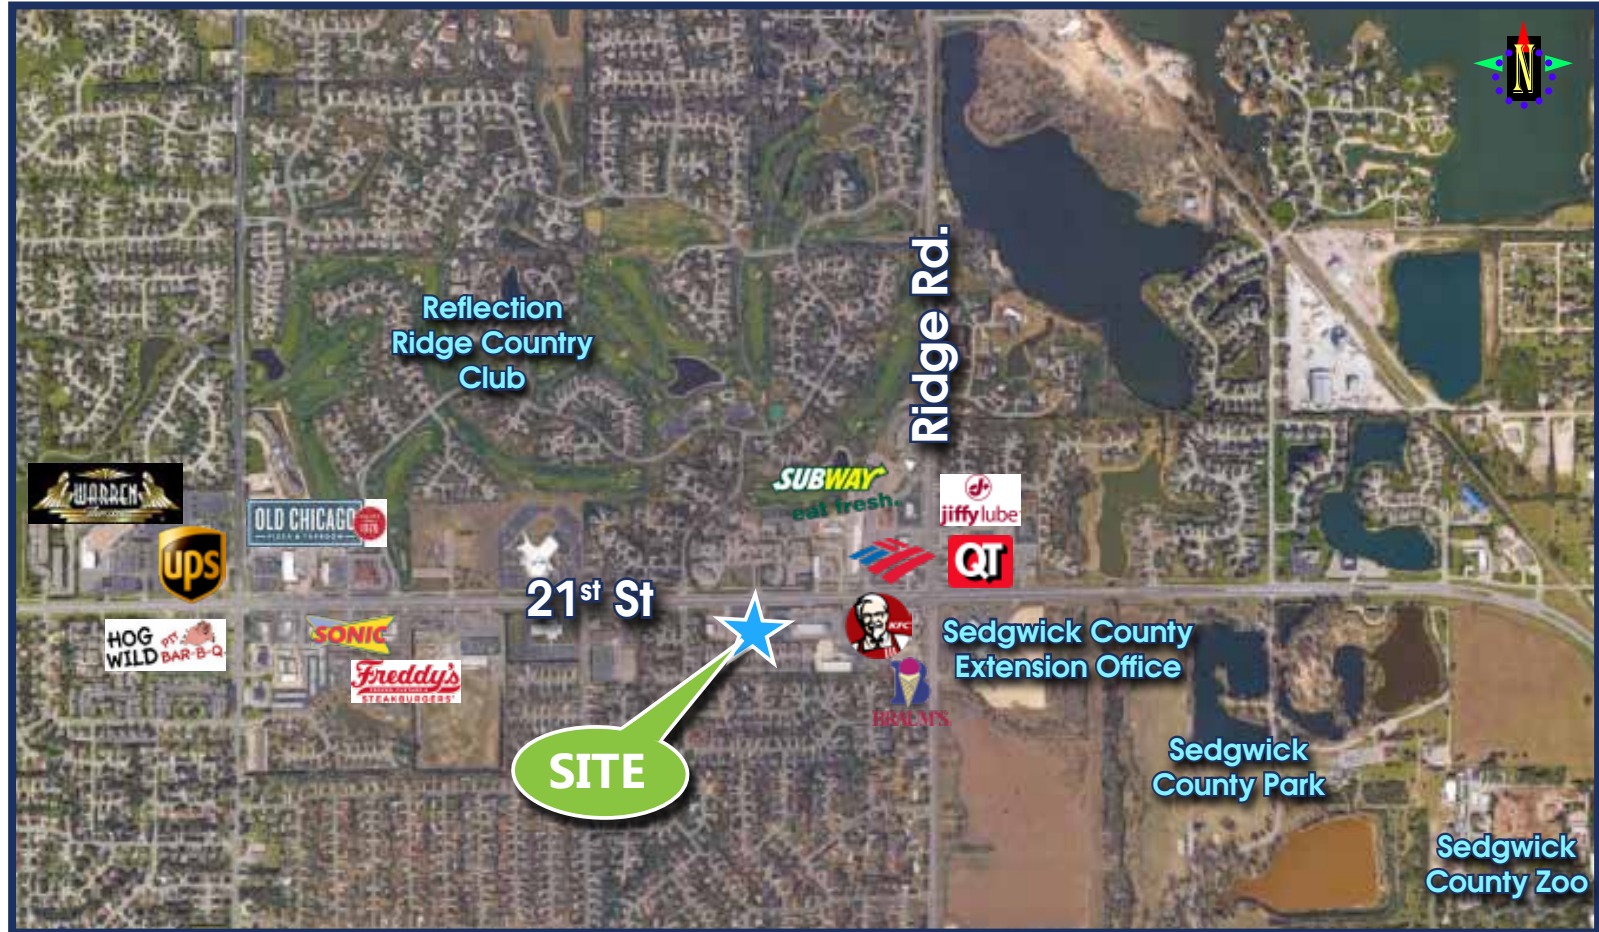 N
Ridge Rd.
Reflection
Ridge Country
Club
SUBWAY
eat fresh.
jiffylube
WARREN
OLD CHICAGO
PIZZA & TAPROOM
ups
QT
21st St
HOG
WILD
PIT
BAR-B-Q
SONIC
Freddy's
FROZEN CUSTARD &
STEAKBURGERS
KFC
Sedgwick County
Extension Office
B
BRAUM'S
SITE
Sedgwick
County Park
Sedgwick
County Zoo